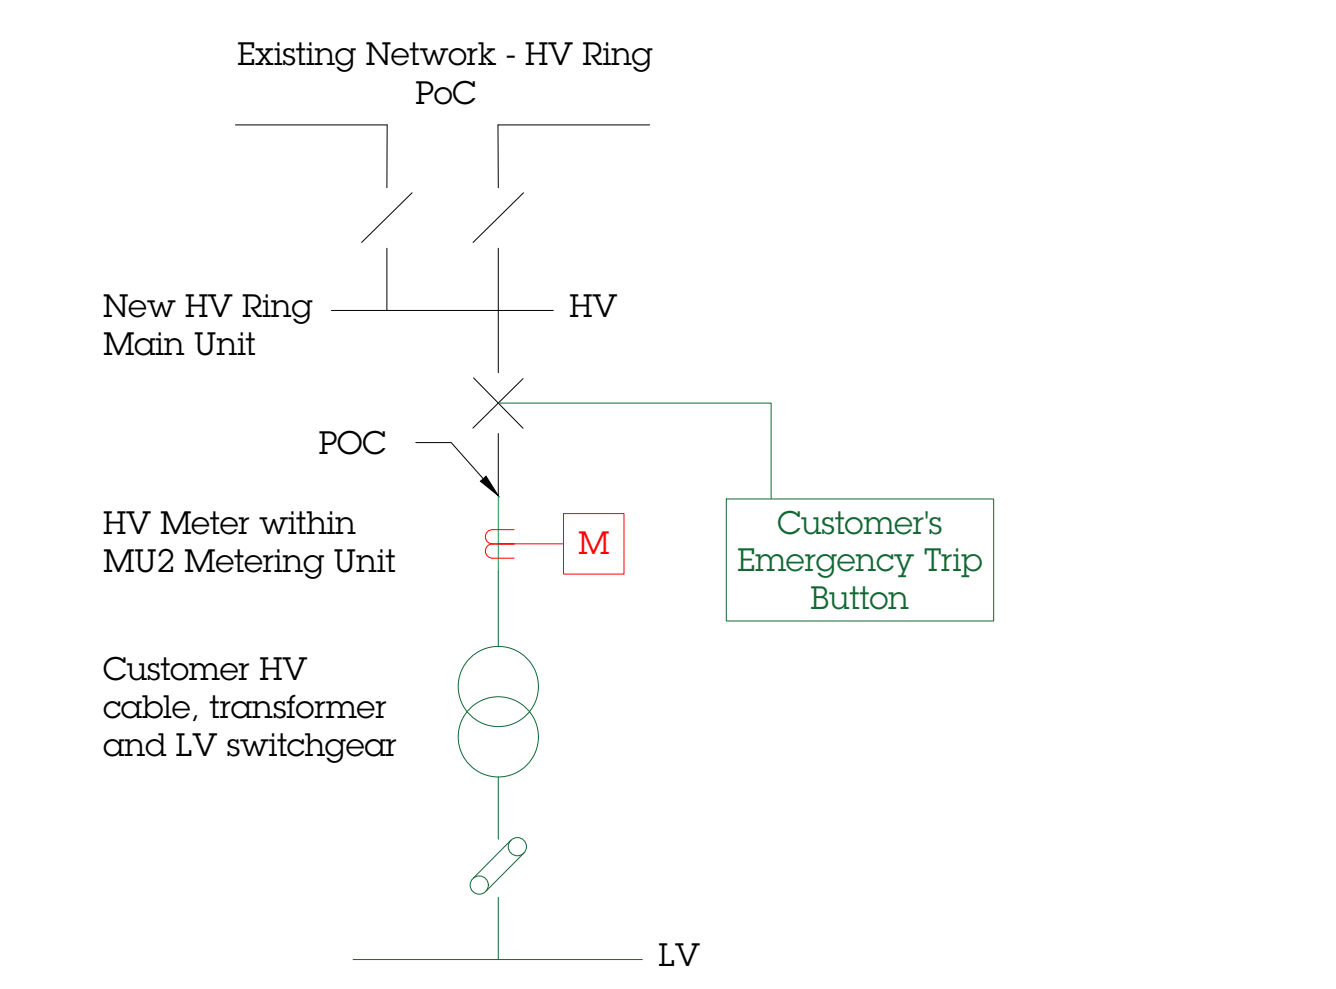 Existing Network - HV Ring
PoC
New HV Ring
Main Unit
HV
POC
HV Meter within
MU2 Metering Unit
M
Customer's
Emergency Trip
Button
Customer HV
cable, transformer
and LV switchgear
LV